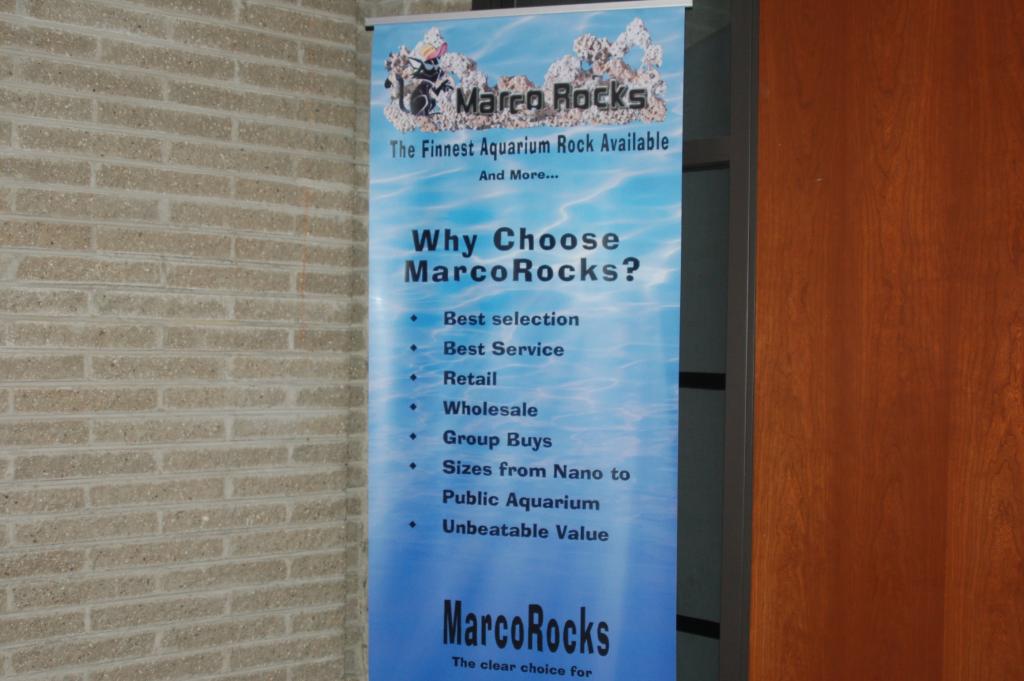 Marco Rocks
The Finnest Aquarium Rock Available
And More...
Why Choose
MarcoRocks?
• Best selection
• Best Service
• Retail
• Wholesale
• Group Buys
• Sizes from Nano to
Public Aquarium
• Unbeatable Value
MarcoRocks
The clear choice for